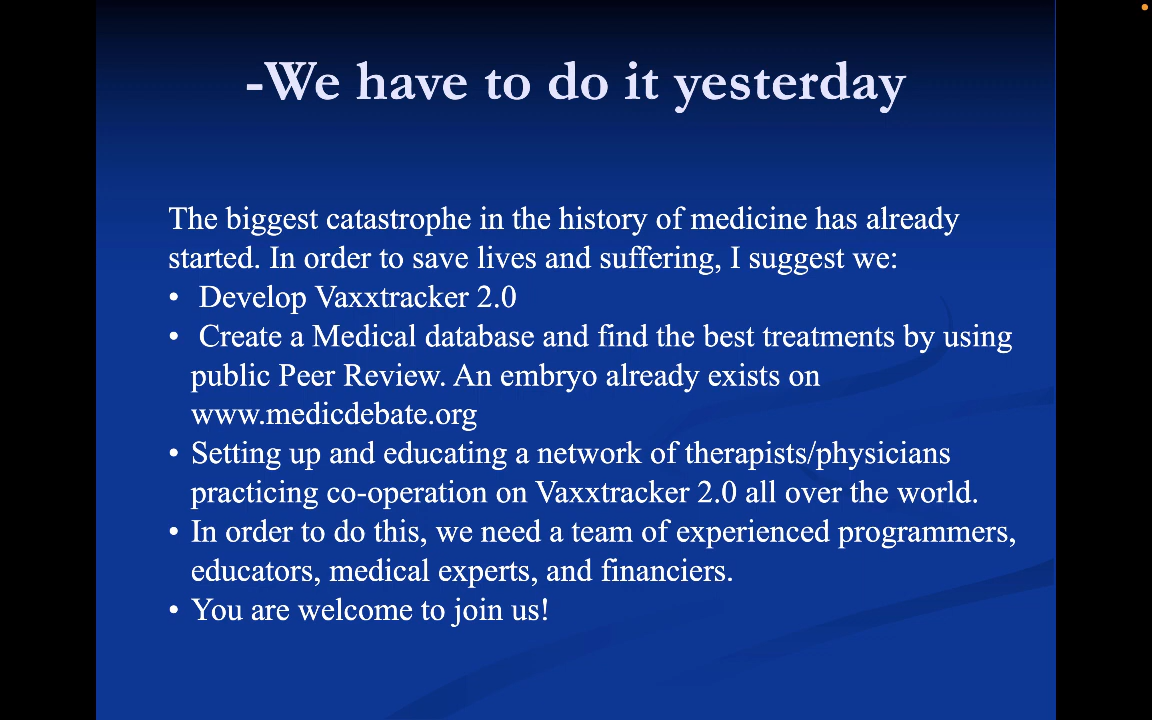 -We have to do it yesterday
The biggest catastrophe in the history of medicine has already
started. In order to save lives and suffering, I suggest we:
• Develop Vaxxtracker 2.0
• Create a Medical database and find the best treatments by using
public Peer Review. An embryo already exists on
www.medicdebate.org
• Setting up and educating a network of therapists/physicians
practicing co-operation on Vaxxtracker 2.0 all over the world.
• In order to do this, we need a team of experienced programmers,
educators, medical experts, and financiers.
• You are welcome to join us!